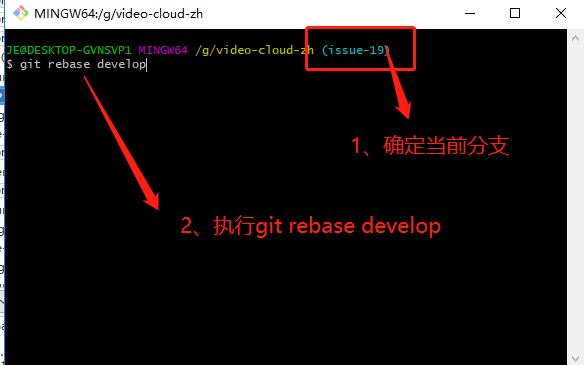 MINGW64:/g/video-cloud-zh
JE@DESKTOP-GVNSVP1 MINGW64 /g/video-cloud-zh (issue-19)
$ git rebase develop
1、确定当前分支
2、执行git rebase develop